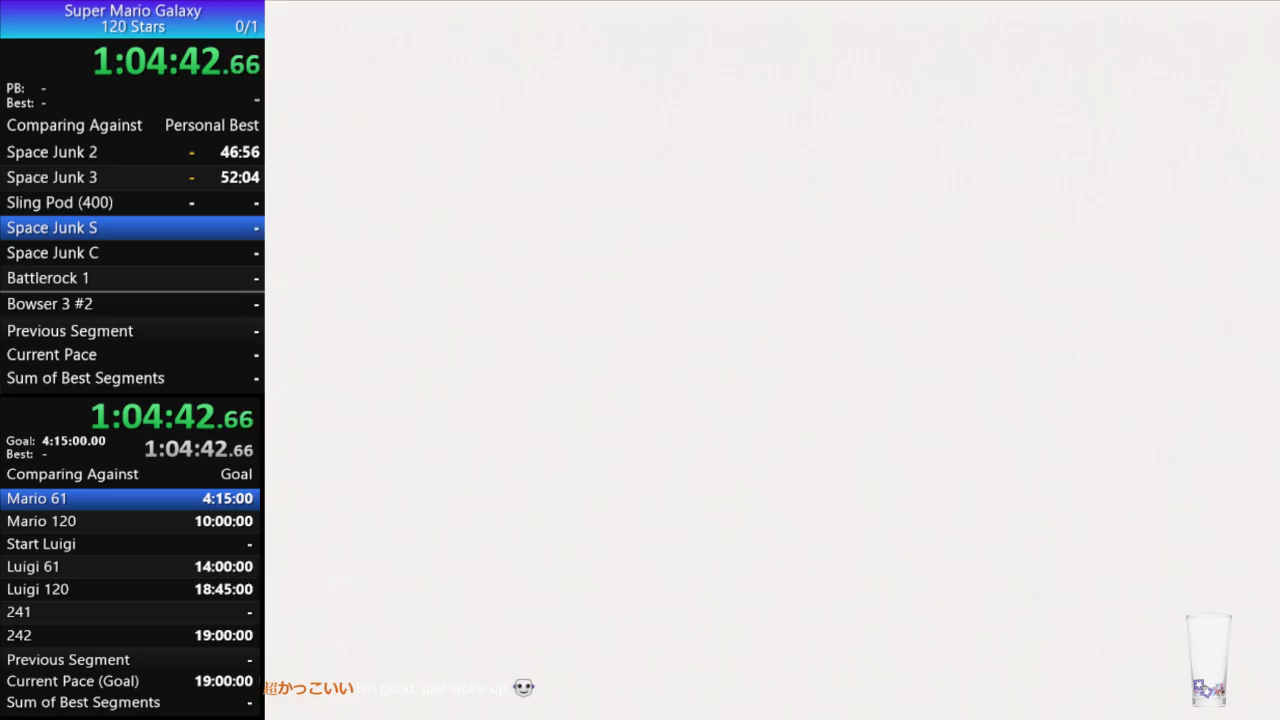 Super Mario Galaxy
120 Stars 0/1
1:04:42.66
PB: -
Best: - -
Comparing Against Personal Best
Space Junk 2 - 46:56
Space Junk 3 - 52:04
Sling Pod (400) - -
Space Junk S -
Space Junk C -
Battlerock 1 -
Bowser 3 #2 -
Previous Segment -
Current Pace -
Sum of Best Segments -
1:04:42.66
Goal: 4:15:00.00
Best: - 1:04:42.66
Comparing Against Goal
Mario 61 4:15:00
Mario 120 10:00:00
Start Luigi -
Luigi 61 14:00:00
Luigi 120 18:45:00
241 -
242 19:00:00
Previous Segment -
Current Pace (Goal) 19:00:00
Sum of Best Segments -
超かっこいい I'm good, just woke up